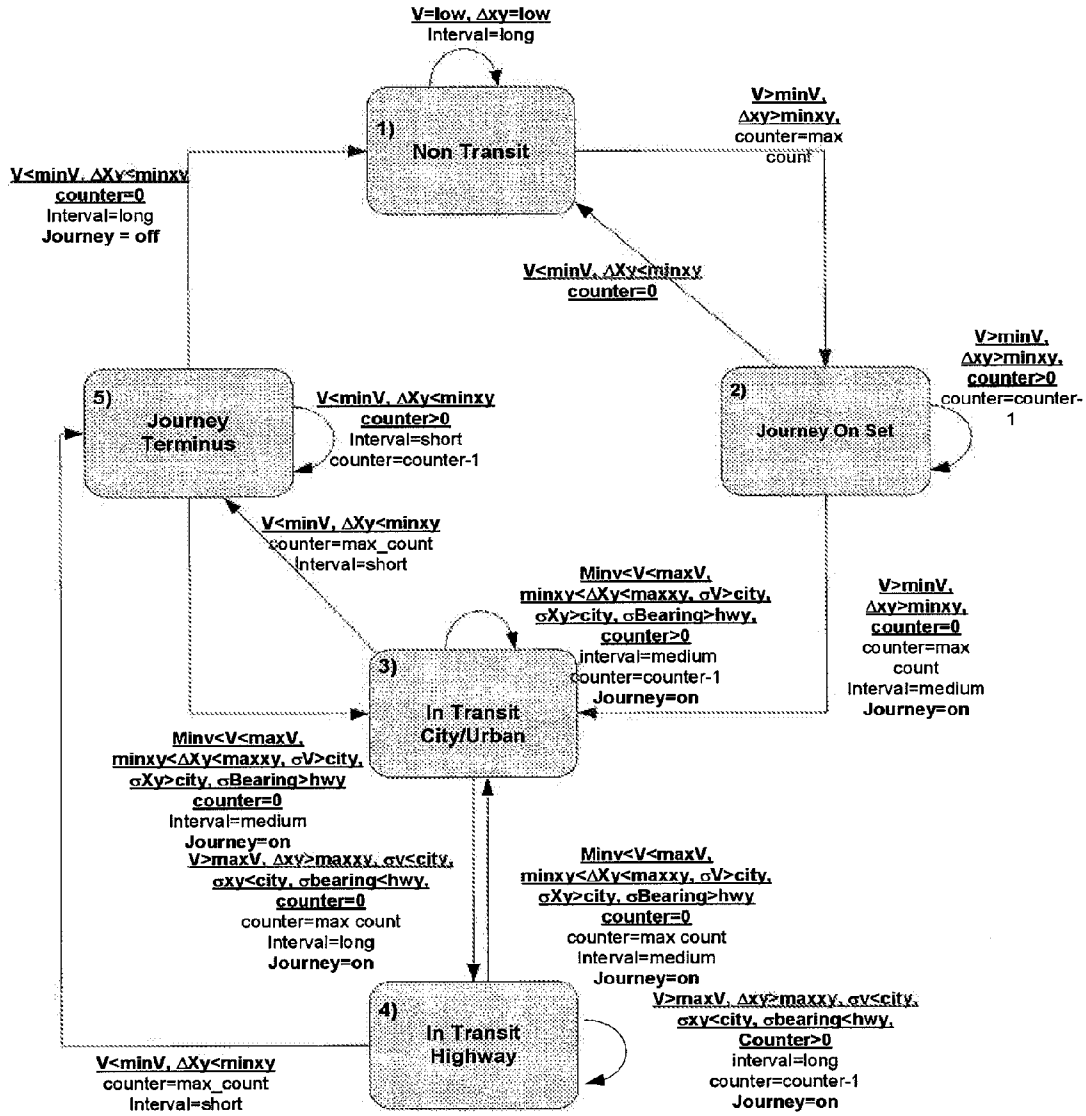 V=low, Δxy=low
Interval=long
1)
Non Transit
V>minV,
Δxy>minxy,
counter=max
count
V<minV, ΔXy<minxy
counter=0
Interval=long
Journey = off
V<minV, ΔXy<minxy
counter=0
5)
Journey
Terminus
V<minV, ΔXy<minxy
counter>0
Interval=short
counter=counter-1
2)
Journey On Set
V>minV,
Δxy>minxy,
counter>0
counter=counter-
1
V<minV, ΔXy<minxy
counter=max_count
Interval=short
Minv<V<maxV,
minxy<ΔXy<maxxy, σV>city,
σXy>city, σBearing>hwy,
counter>0
interval=medium
counter=counter-1
Journey=on
V>minV,
Δxy>minxy,
counter=0
counter=max
count
Interval=medium
Journey=on
3)
In Transit
City/Urban
Minv<V<maxV,
minxy<ΔXy<maxxy, σV>city,
σXy>city, σBearing>hwy
counter=0
Interval=medium
Journey=on
V>maxV, Δxy>maxxy, σv<city,
σxy<city, σbearing<hwy,
counter=0
counter=max count
Interval=long
Journey=on
Minv<V<maxV,
minxy<ΔXy<maxxy, σV>city,
σXy>city, σBearing>hwy
counter=0
counter=max count
Interval=medium
Journey=on
4)
In Transit
Highway
V>maxV, Δxy>maxxy, σv<city,
σxy<city, σbearing<hwy,
Counter>0
interval=long
counter=counter-1
Journey=on
V<minV, ΔXy<minxy
counter=max_count
Interval=short